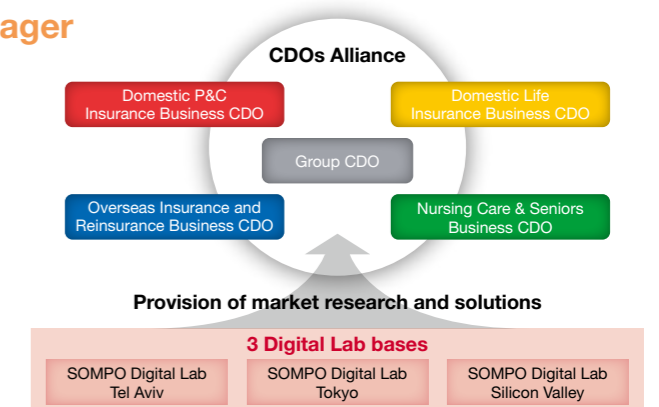 ager
CDOs Alliance
Domestic P&C
Insurance Business CDO
Domestic Life
Insurance Business CDO
Group CDO
Overseas Insurance and
Reinsurance Business CDO
Nursing Care & Seniors
Business CDO
Provision of market research and solutions
3 Digital Lab bases
SOMPO Digital Lab
Tel Aviv
SOMPO Digital Lab
Tokyo
SOMPO Digital Lab
Silicon Valley